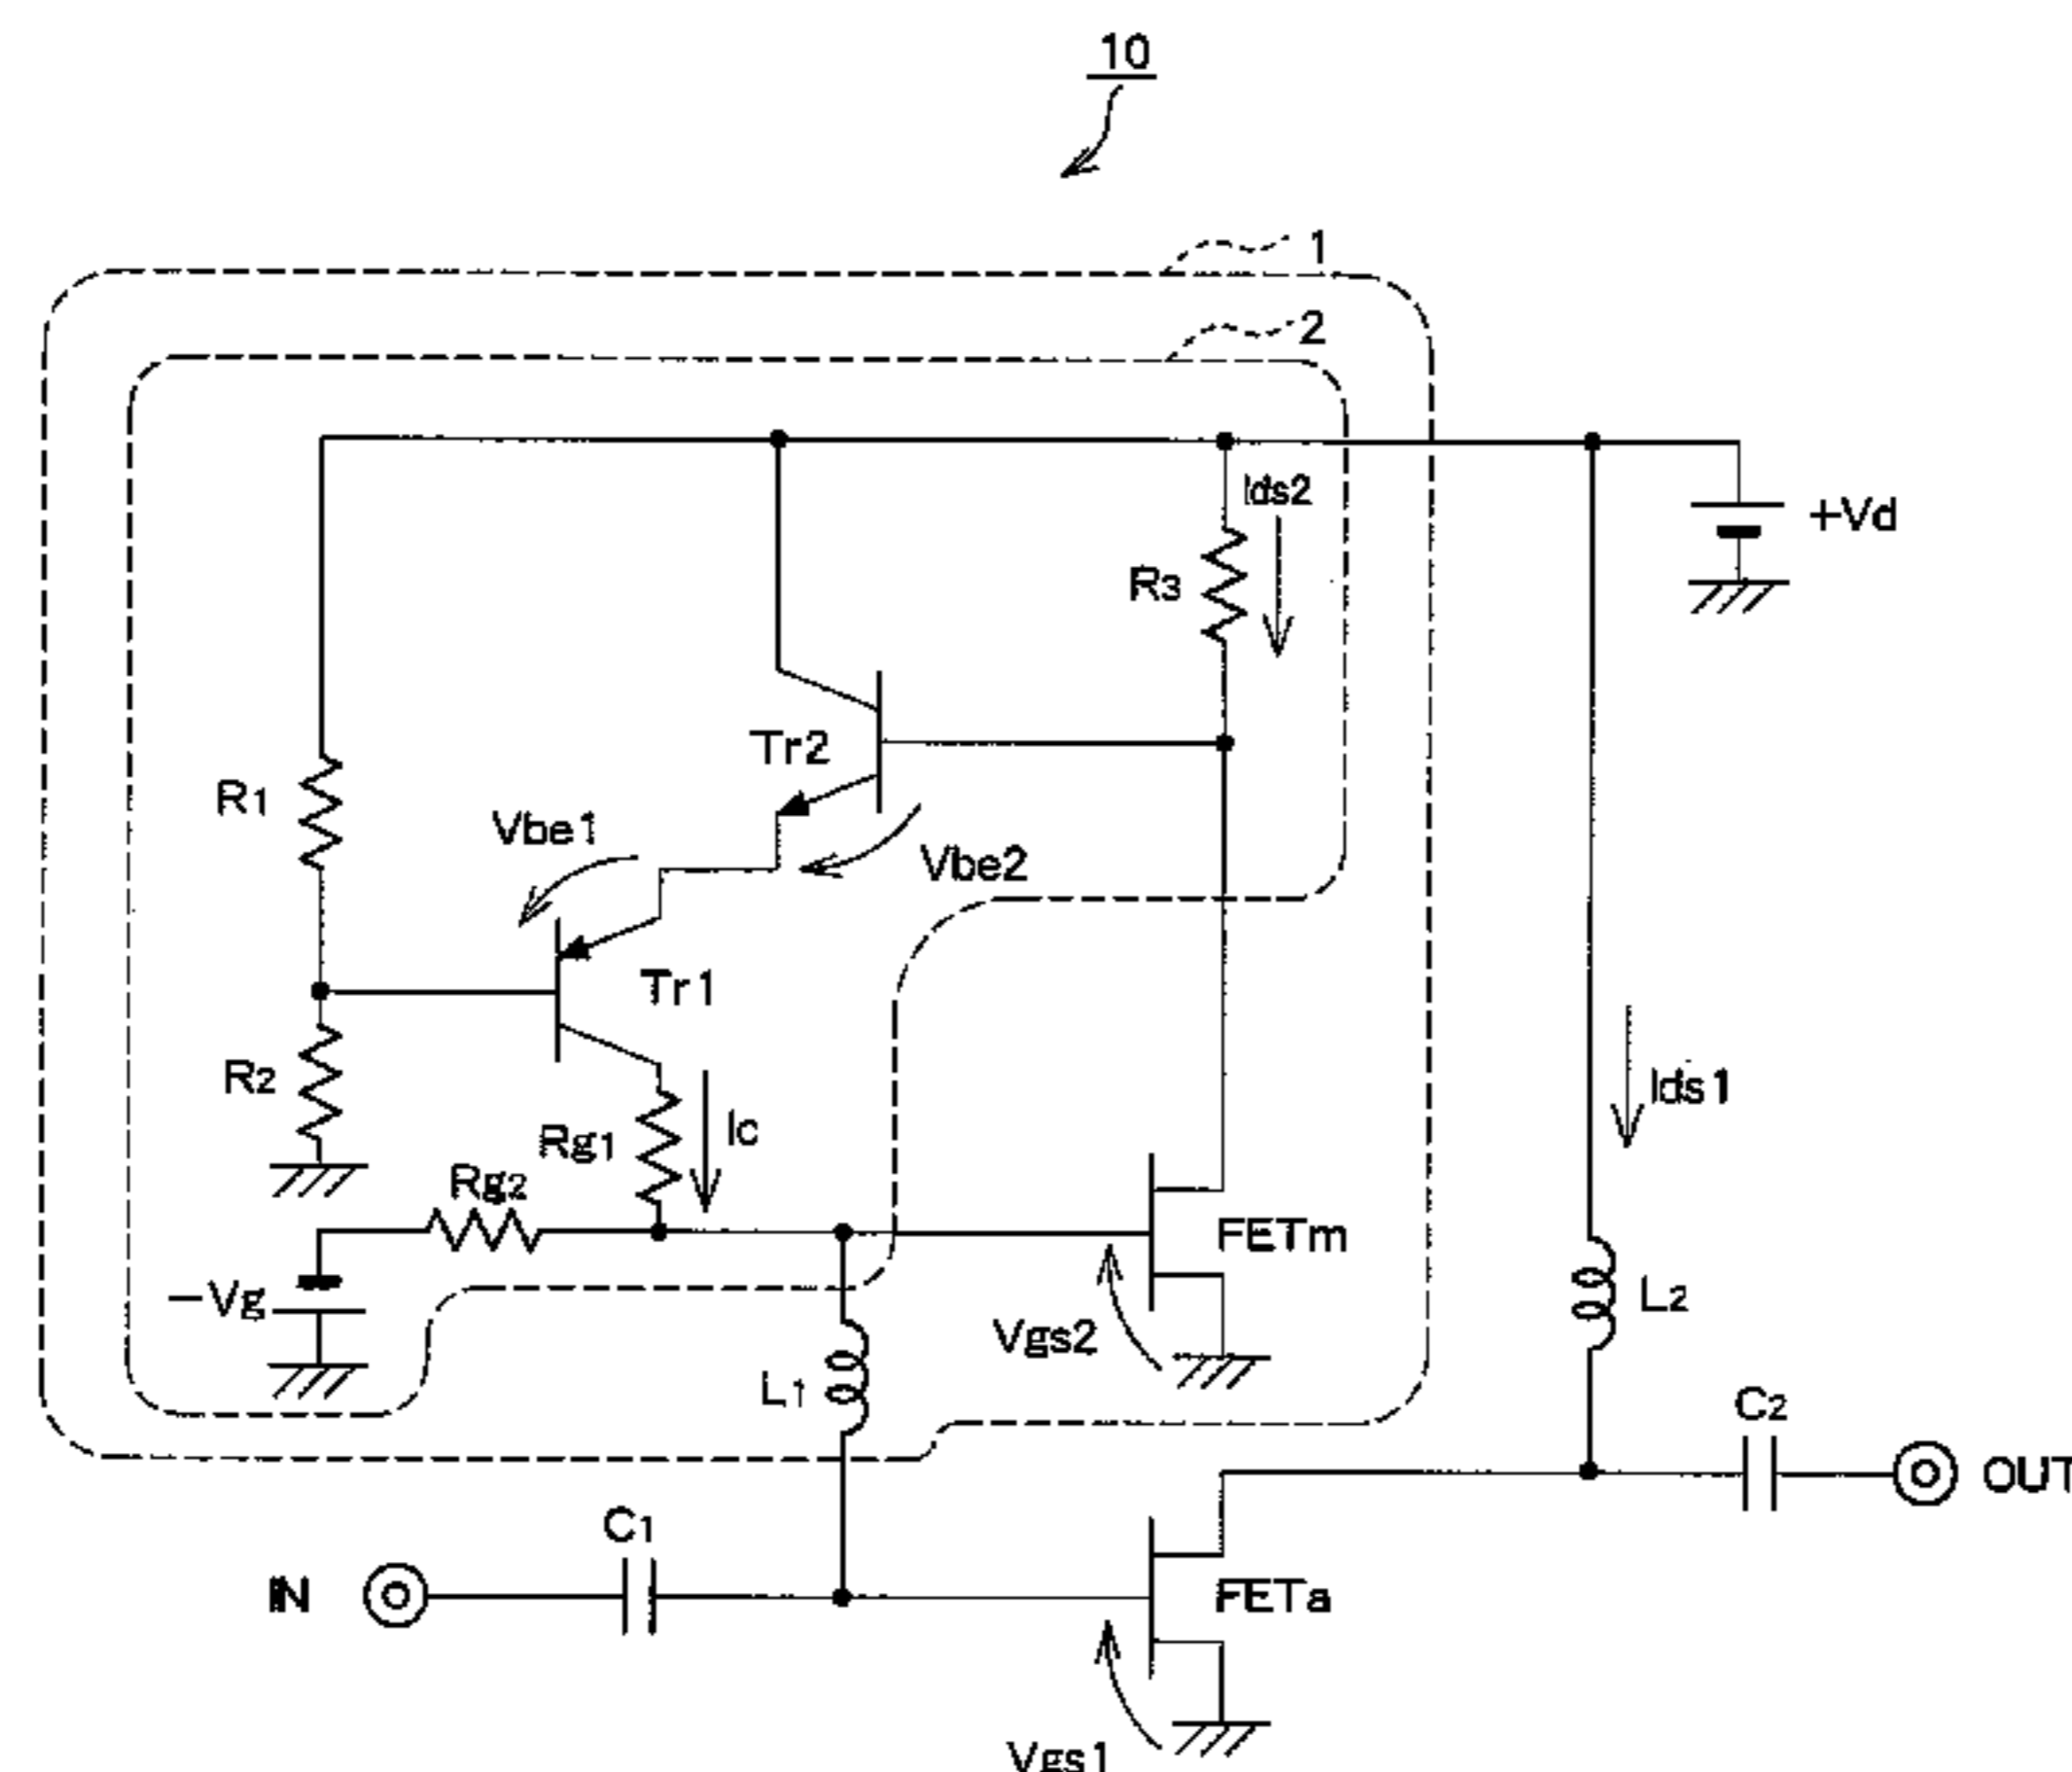 10
1
2
Ids2
+Vd
R3
Tr2
R1
Vbe1
Vbe2
Tr1
R2
Ids1
Ic
Rg1
Rg2
FETm
-Vg
L2
Vgs2
L1
C2
OUT
C1
IN
FETa
Vgs1